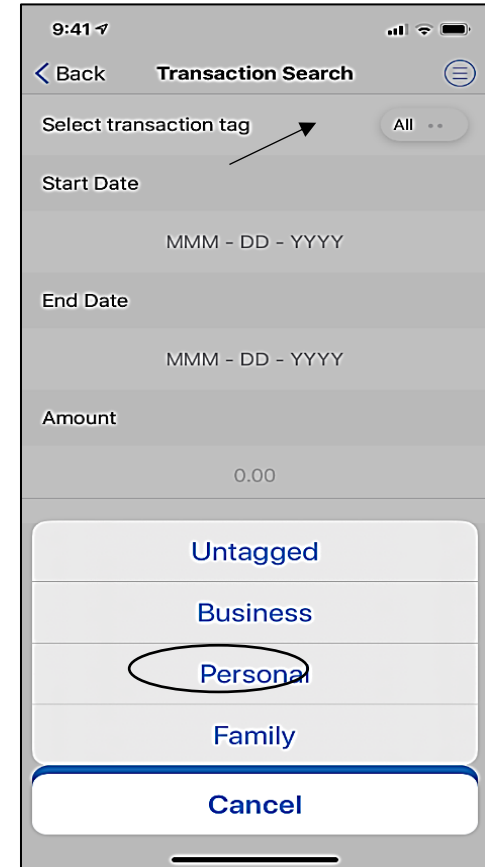 9:41
Back Transaction Search
Select transaction tag All
Start Date
MMM - DD - YYYY
End Date
MMM - DD - YYYY
Amount
0.00
Untagged
Business
Personal
Family
Cancel